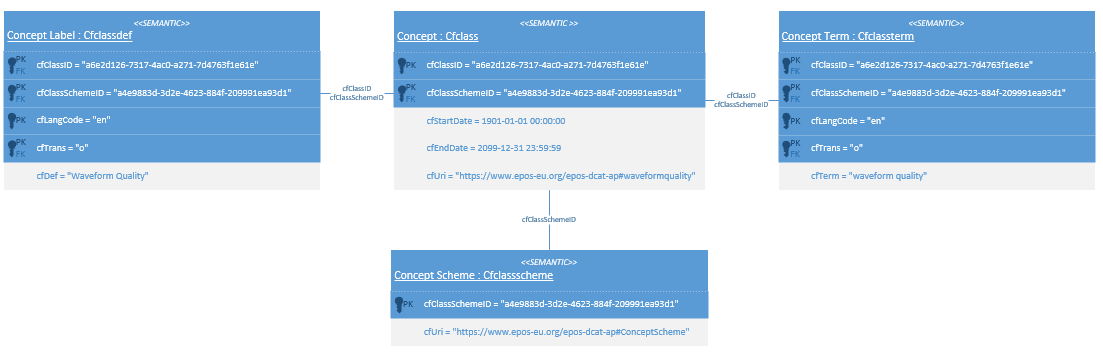 <<SEMANTIC>>
Concept Label : Cfclassdef
PK
FK
cfClassID = "a6e2d126-7317-4ac0-a271-7d4763f1e61e"
PK
FK
cfClassSchemeID = "a4e9883d-3d2e-4623-884f-209991ea93d1"
PK
cfLangCode = "en"
PK
FK
cfTrans = "o"
cfDef = "Waveform Quality"
cfClassID
cfClassSchemeID
<<SEMANTIC >>
Concept : Cfclass
PK
cfClassID = "a6e2d126-7317-4ac0-a271-7d4763f1e61e"
PK
FK
cfClassSchemeID = "a4e9883d-3d2e-4623-884f-209991ea93d1"
cfStartDate = 1901-01-01 00:00:00
cfEndDate = 2099-12-31 23:59:59
cfUri = "https://www.epos-eu.org/epos-dcat-ap#waveformquality"
cfClassID
cfClassSchemeID
<<SEMANTIC>>
Concept Term : Cfclassterm
PK
FK
cfClassID = "a6e2d126-7317-4ac0-a271-7d4763f1e61e"
PK
FK
cfClassSchemeID = "a4e9883d-3d2e-4623-884f-209991ea93d1"
PK
cfLangCode = "en"
PK
FK
cfTrans = "o"
cfTerm = "waveform quality"
cfClassSchemeID
<<SEMANTIC>>
Concept Scheme : Cfclassscheme
PK
cfClassSchemeID = "a4e9883d-3d2e-4623-884f-209991ea93d1"
cfUri = "https://www.epos-eu.org/epos-dcat-ap#ConceptScheme"